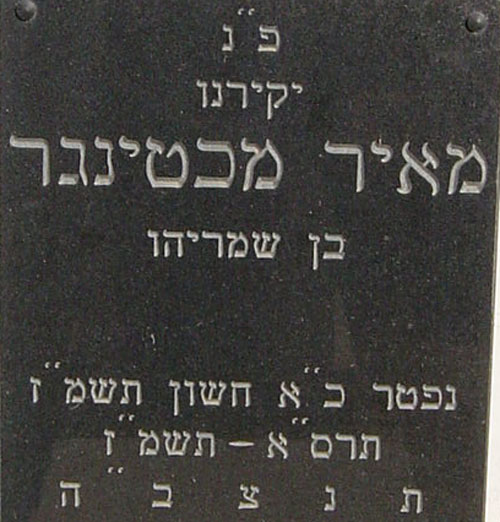 פ"נ
יקירנו
מאיר מכטינגר
בן שמריהו
נפטר כ"א חשון תשמ"ז
תרס"א – תשמ"ז
ת נ צ ב" ה